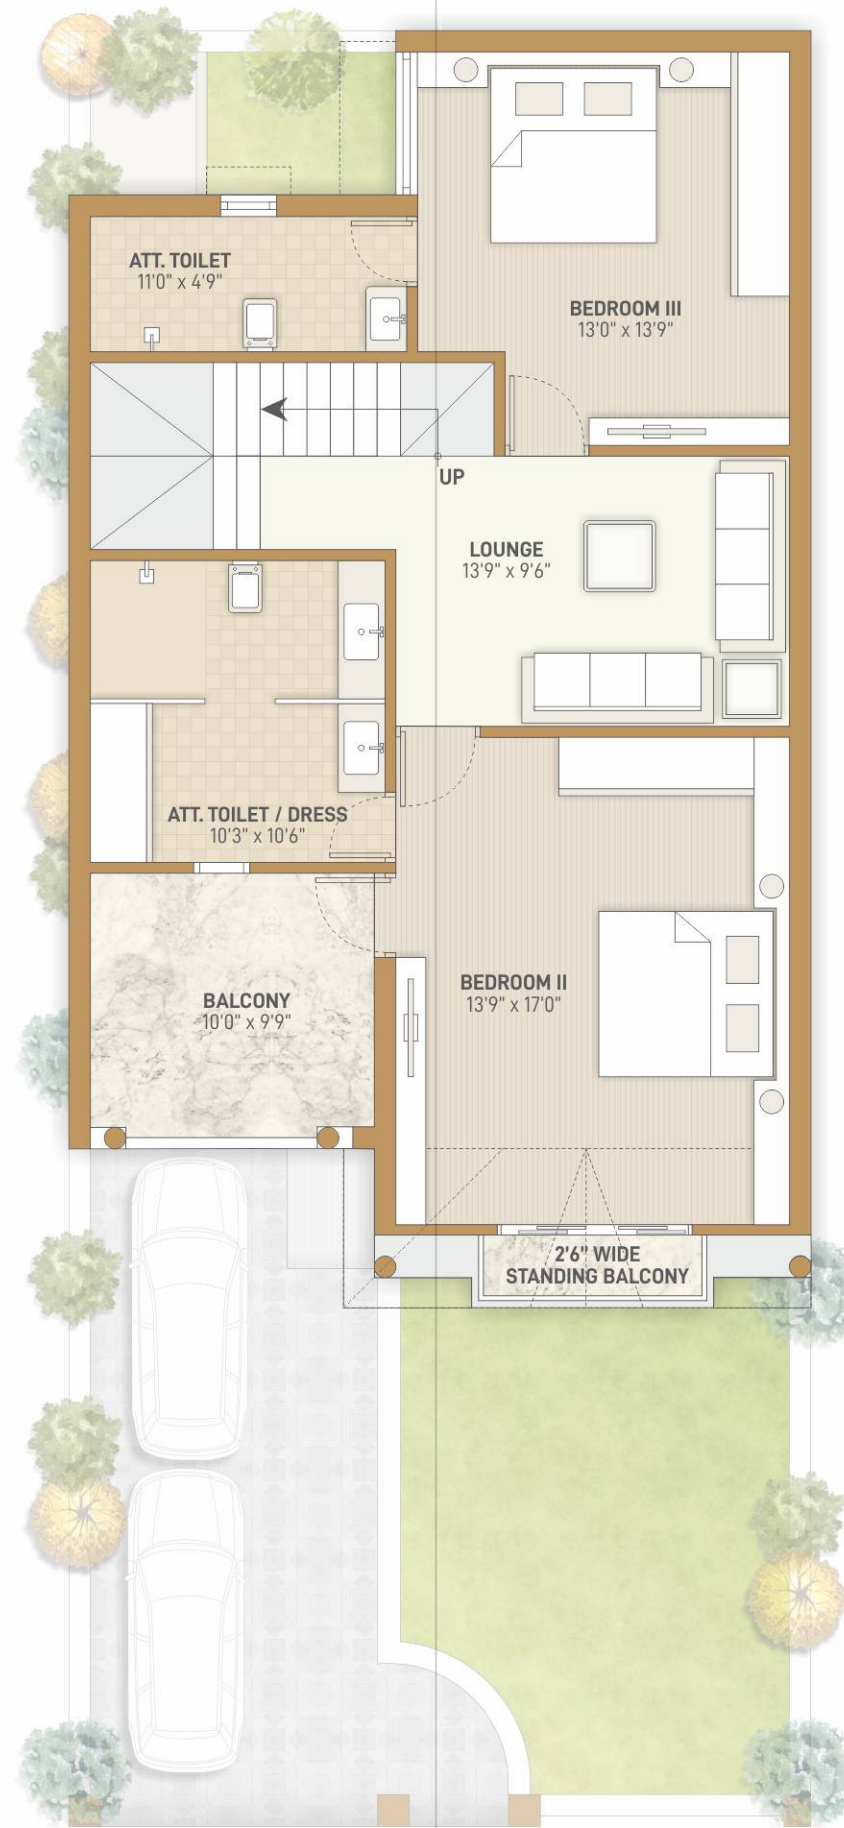 ATT. TOILET
11'0" x 4'9"
BEDROOM III
13'0" x 13'9"
UP
LOUNGE
13'9" x 9'6"
ATT. TOILET / DRESS
10'3" x 10'6"
BEDROOM II
13'9" x 17'0"
BALCONY
10'0" x 9'9"
2'6" WIDE
STANDING BALCONY